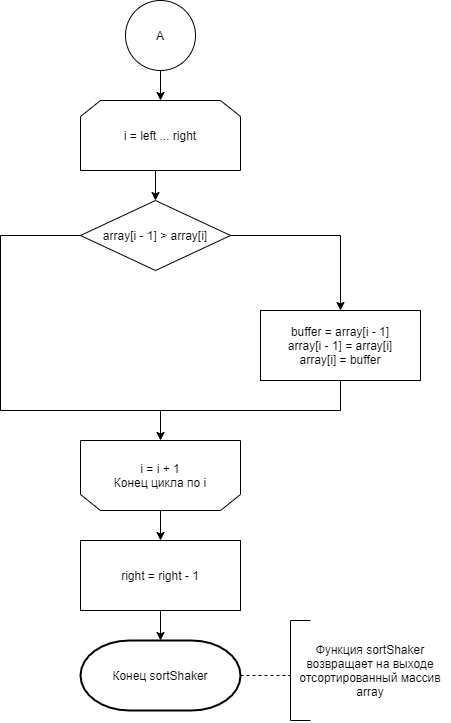 A
i = left ... right
array[i - 1] > array[i]
buffer = array[i - 1]
array[i - 1] = array[i]
array[i] = buffer
i = i + 1
Конец цикла по i
right = right - 1
Конец sortShaker
Функция sortShaker
возвращает на выходе
отсортированный массив
array